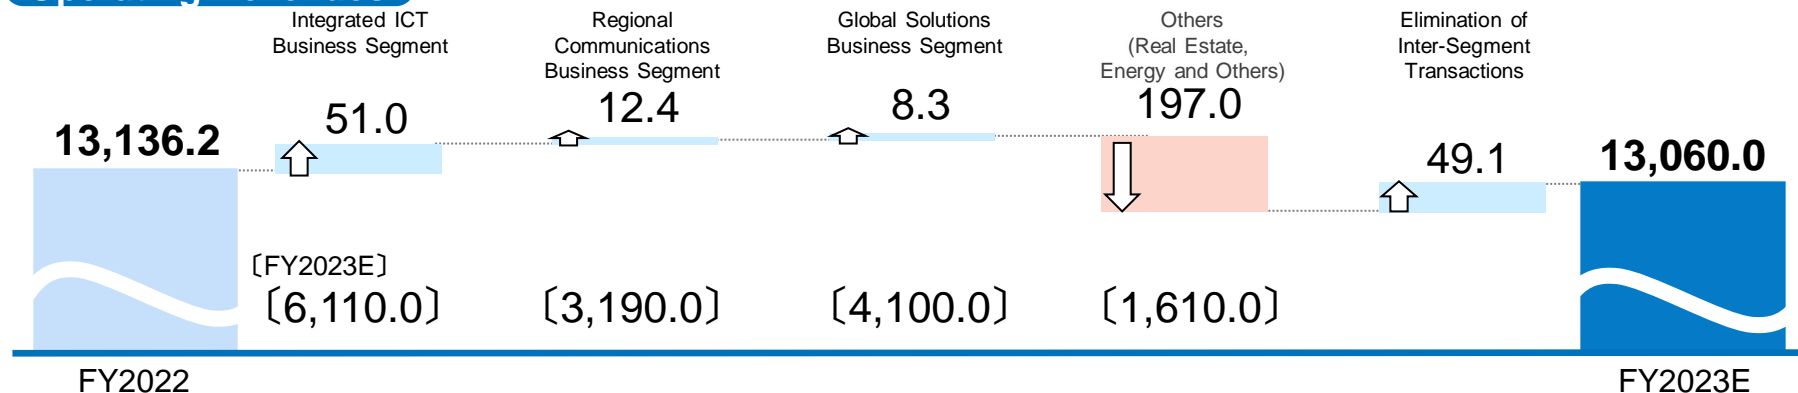 Integrated ICT
Business Segment
Regional
Communications
Business Segment
Global Solutions
Business Segment
Others
(Real Estate,
Energy and Others)
Elimination of
Inter-Segment
Transactions
13,136.2
51.0
12.4
8.3
197.0
49.1
13,060.0
〔FY2023E〕
〔6,110.0〕
〔3,190.0〕
〔4,100.0〕
〔1,610.0〕
FY2022
FY2023E